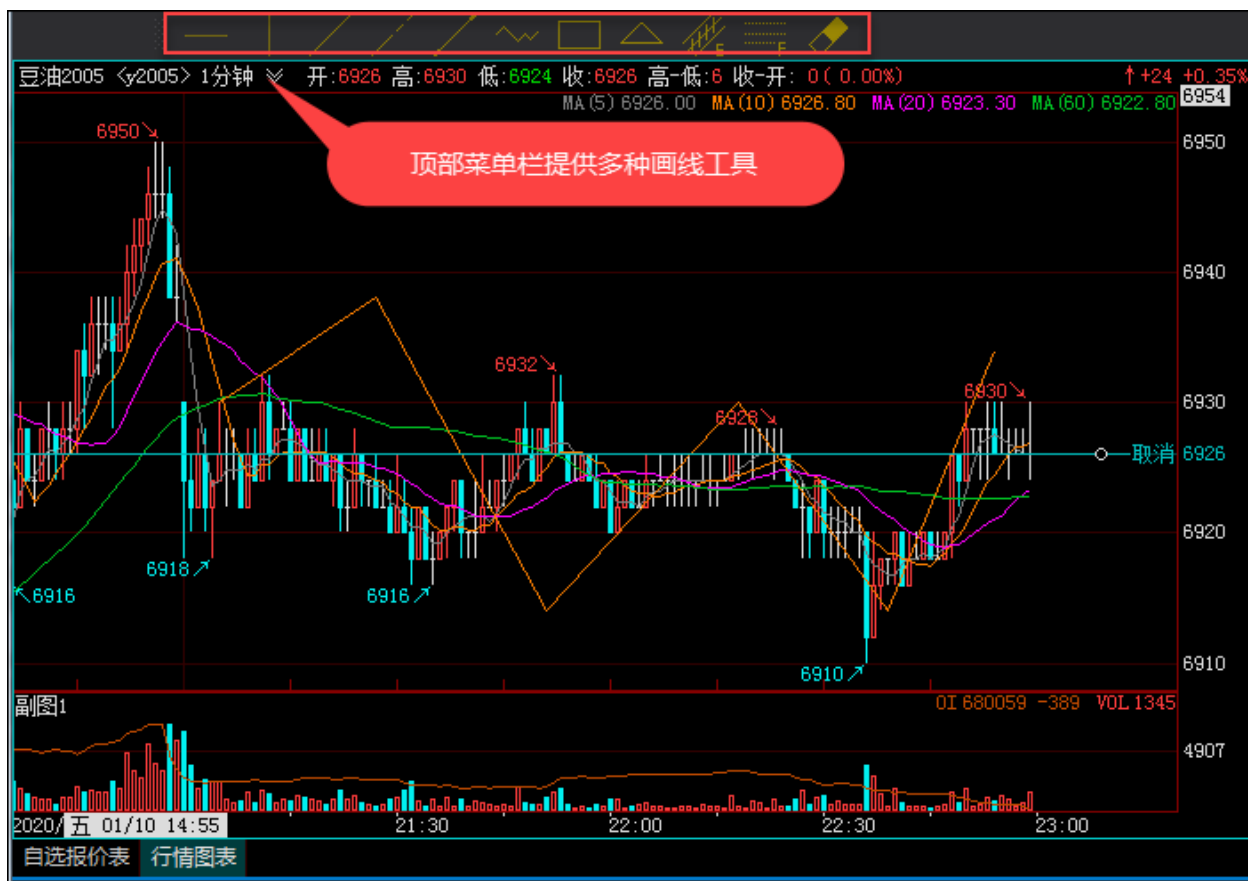 E F
豆油2005 <y2005> 1分钟 开:6926 高:6930 低:6924 收:6926 高-低:6 收-开: 0( 0.00%) ↑+24 +0.35%
MA(5) 6926.00 MA(10) 6926.80 MA(20) 6923.30 MA(60) 6922.80 6954
6950↘ 6950
顶部菜单栏提供多种画线工具
6940
6932↘
6930↘
6930
6928↘
取消 6926
6920
6918↗
↖6916 6916↗
6910↗ 6910
副图1 OI 680059 -389 VOL 1345
4907
2020/ 五 01/10 14:55 21:30 22:00 22:30 23:00
自选报价表 行情图表